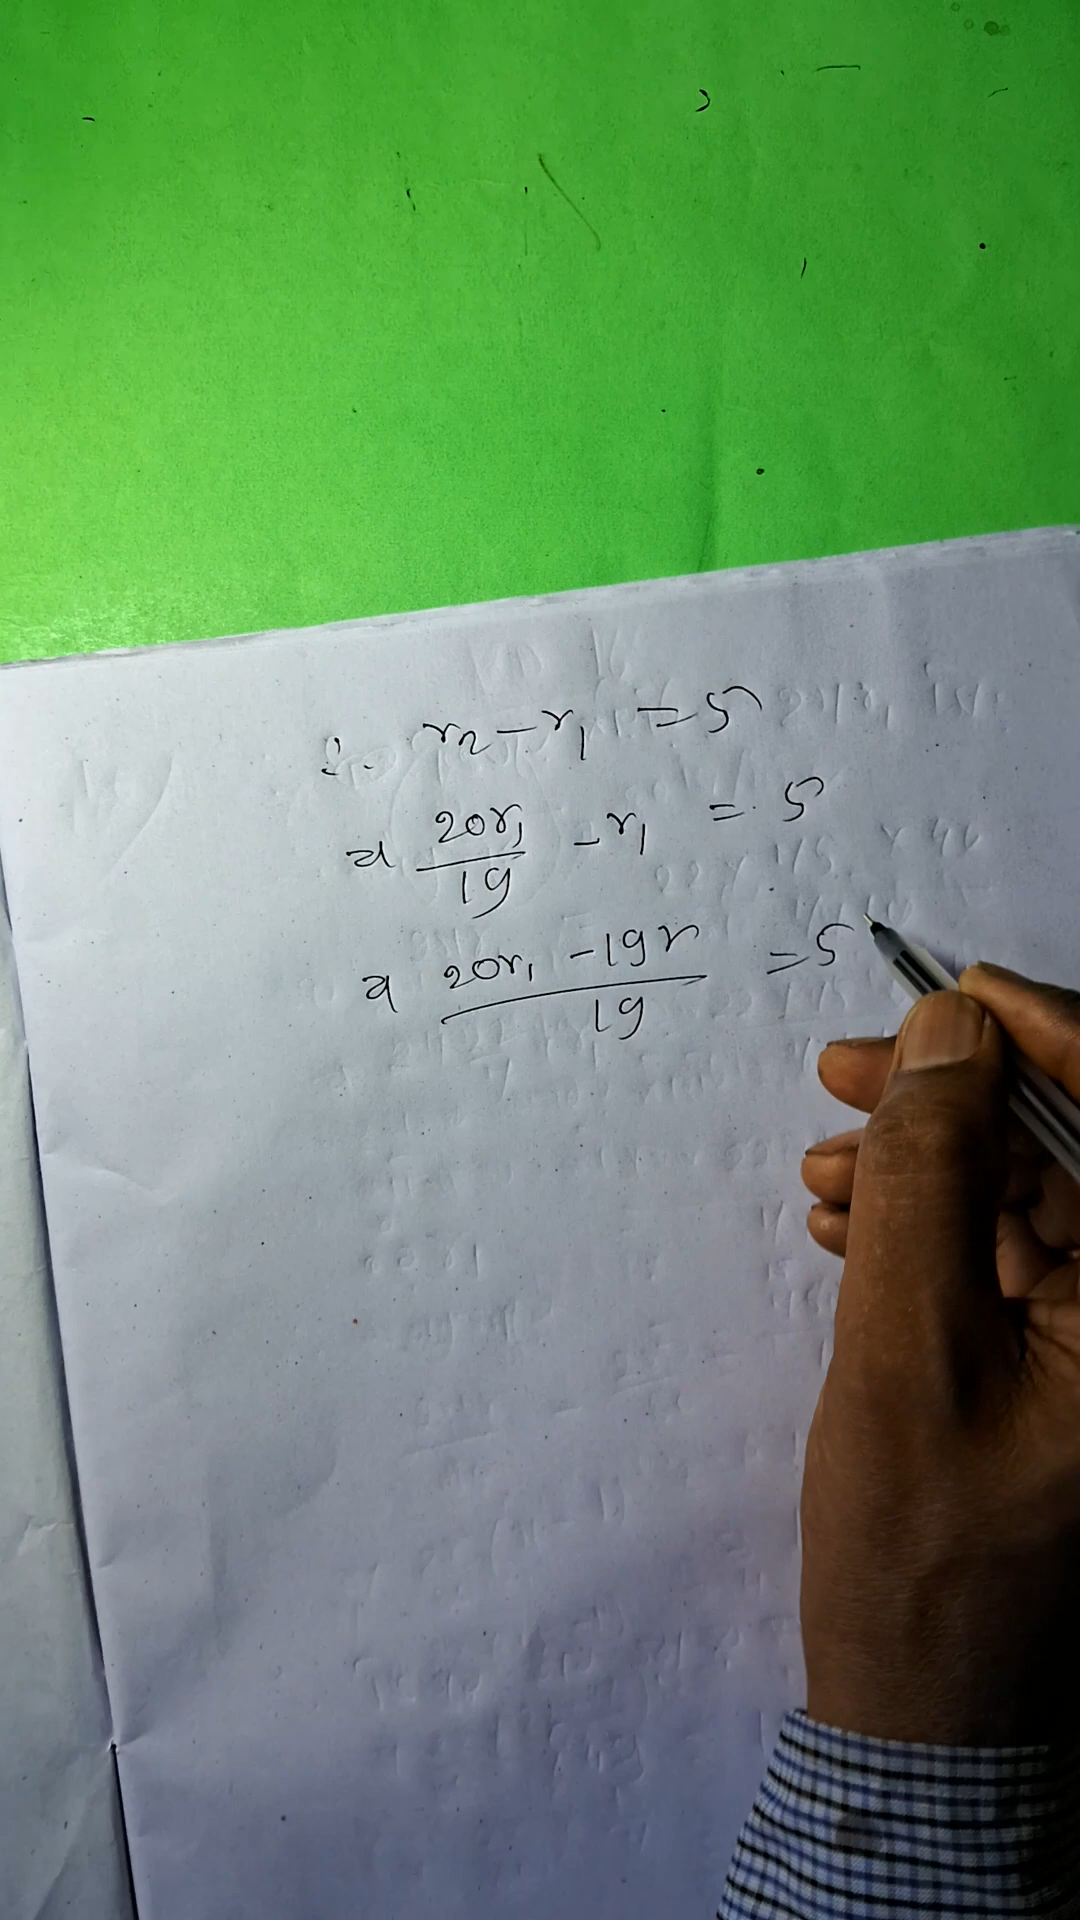 ∴ r2 - r1 = 5
⇒ 20r1/19 - r1 = 5
⇒ 20r1 - 19r/19 = 5